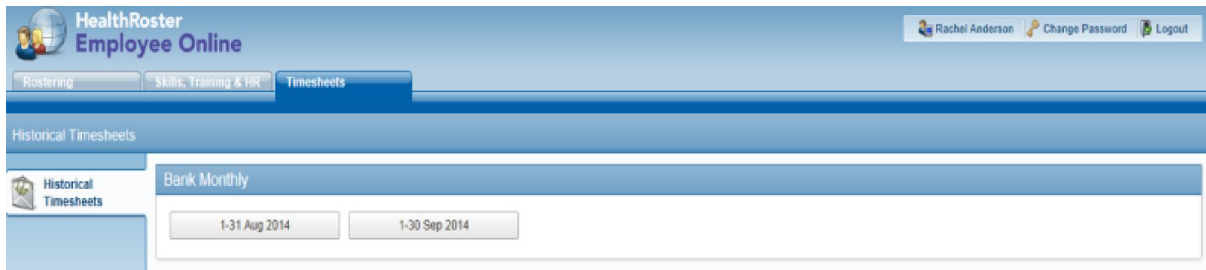 HealthRoster
Employee Online
Rachel Anderson Change Password Logout
Rostering Skills, Training & HR Timesheets
Historical Timesheets
Historical
Timesheets
Bank Monthly
1-31 Aug 2014 1-30 Sep 2014